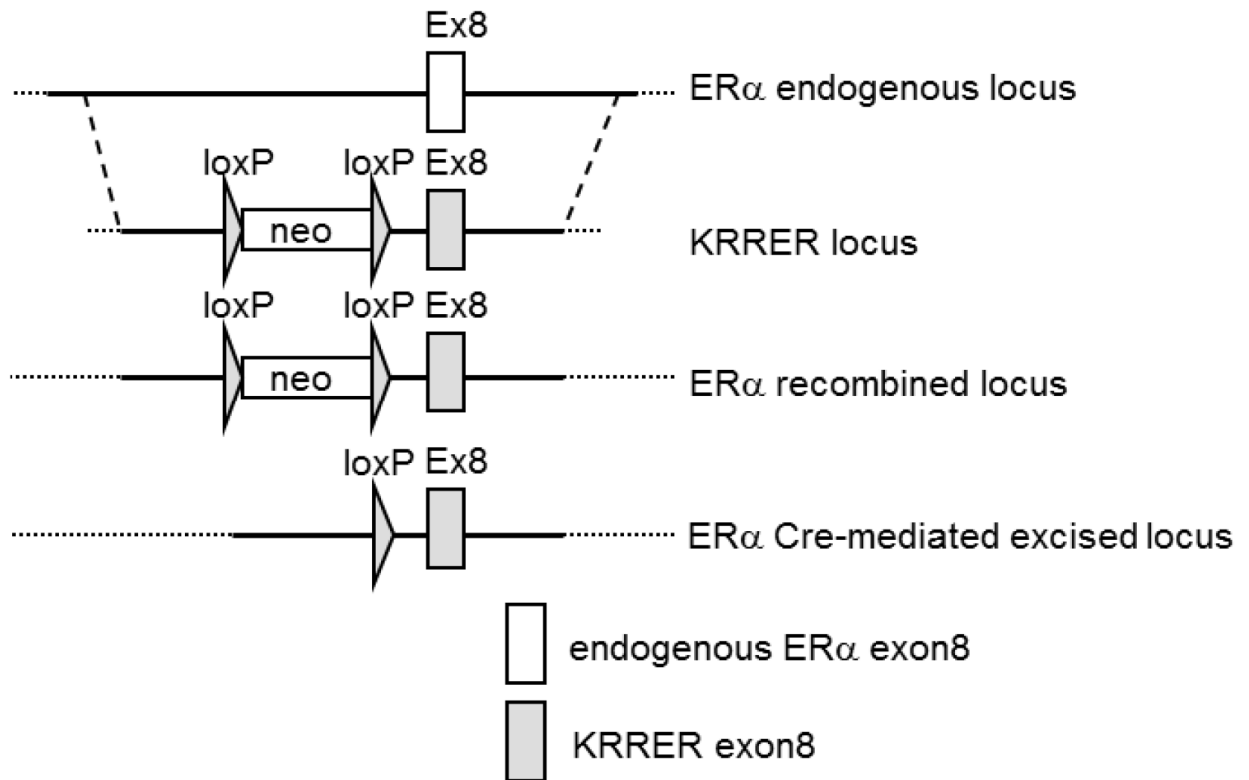 Ex8
ERα endogenous locus
loxP loxP Ex8
neo
KRRER locus
loxP loxP Ex8
neo
ERα recombined locus
loxP Ex8
ERα Cre-mediated excised locus
endogenous ERα exon8
KRRER exon8